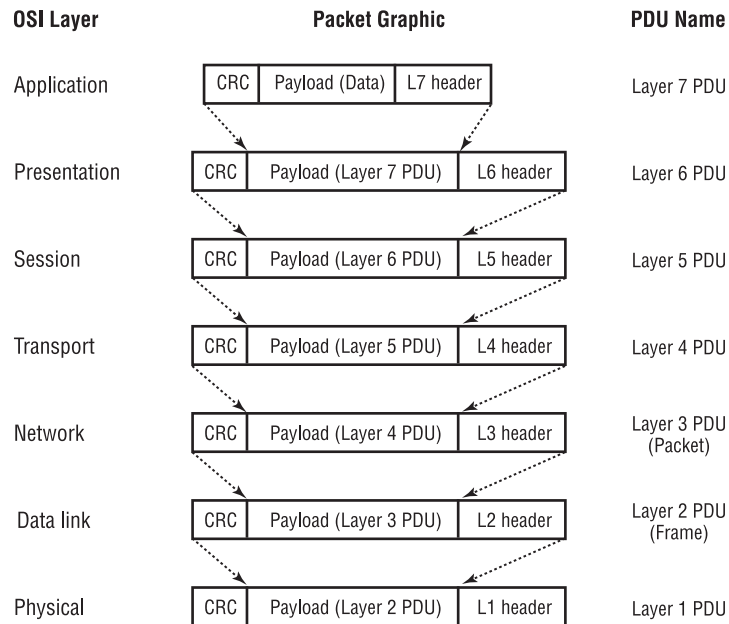 OSI Layer Packet Graphic PDU Name
Application CRC Payload (Data) L7 header Layer 7 PDU
Presentation CRC Payload (Layer 7 PDU) L6 header Layer 6 PDU
Session CRC Payload (Layer 6 PDU) L5 header Layer 5 PDU
Transport CRC Payload (Layer 5 PDU) L4 header Layer 4 PDU
Network CRC Payload (Layer 4 PDU) L3 header Layer 3 PDU
(Packet)
Data link CRC Payload (Layer 3 PDU) L2 header Layer 2 PDU
(Frame)
Physical CRC Payload (Layer 2 PDU) L1 header Layer 1 PDU